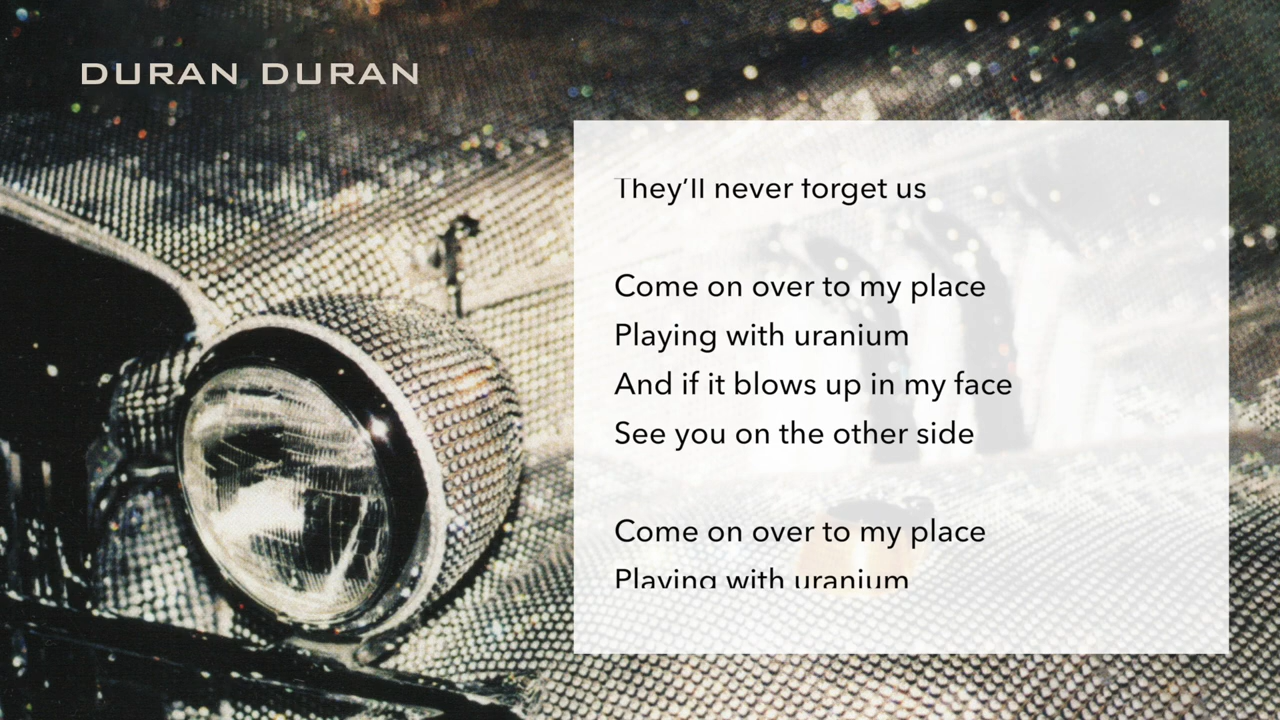 DURAN DURAN
They’ll never forget us
Come on over to my place
Playing with uranium
And if it blows up in my face
See you on the other side
Come on over to my place
Playing with uranium